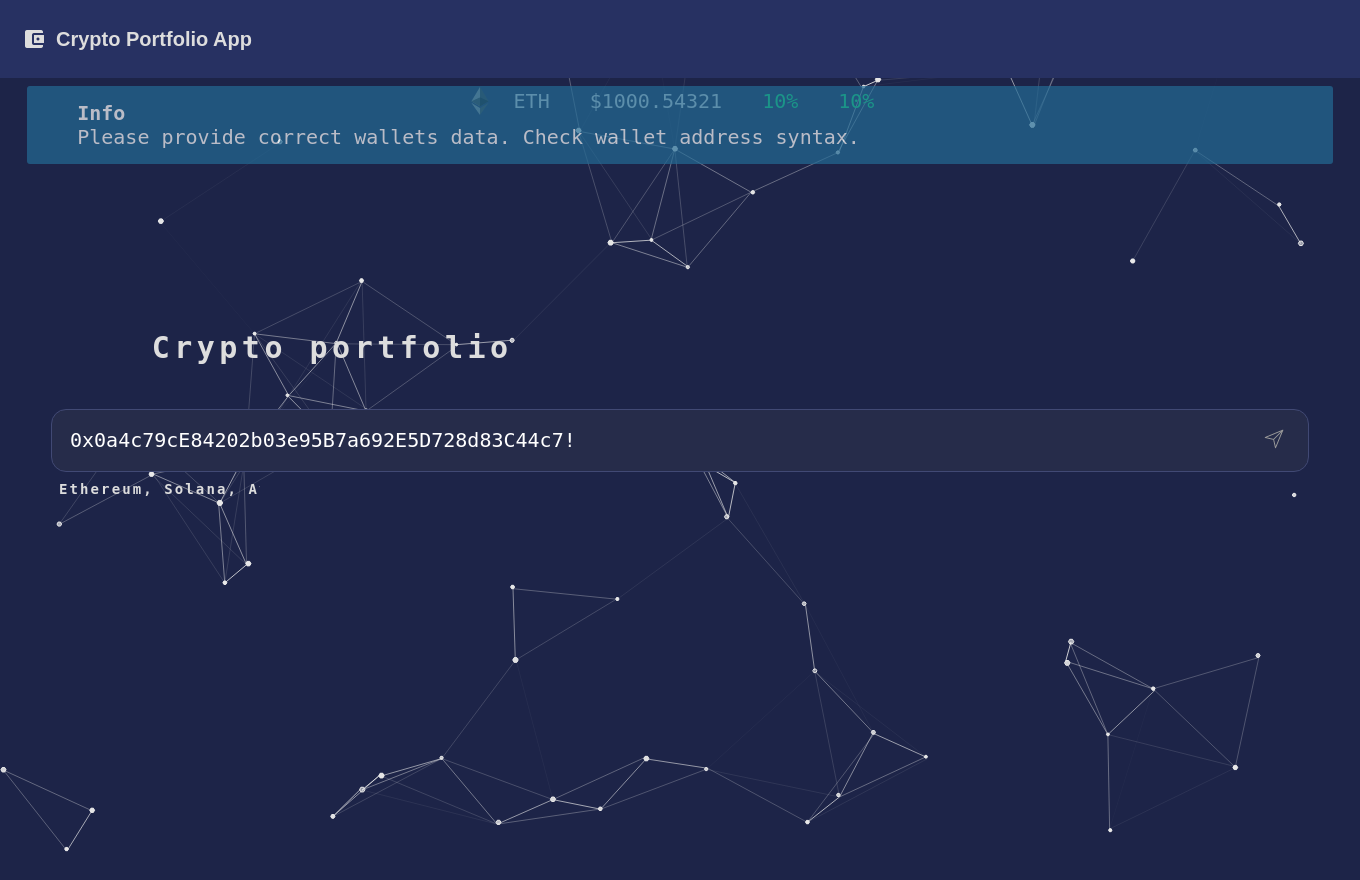 Crypto Portfolio App
ETH $1000.54321 10% 10%
Info
Please provide correct wallets data. Check wallet address syntax.
Crypto portfolio
0x0a4c79cE84202b03e95B7a692E5D728d83C44c7!
Ethereum, Solana, A